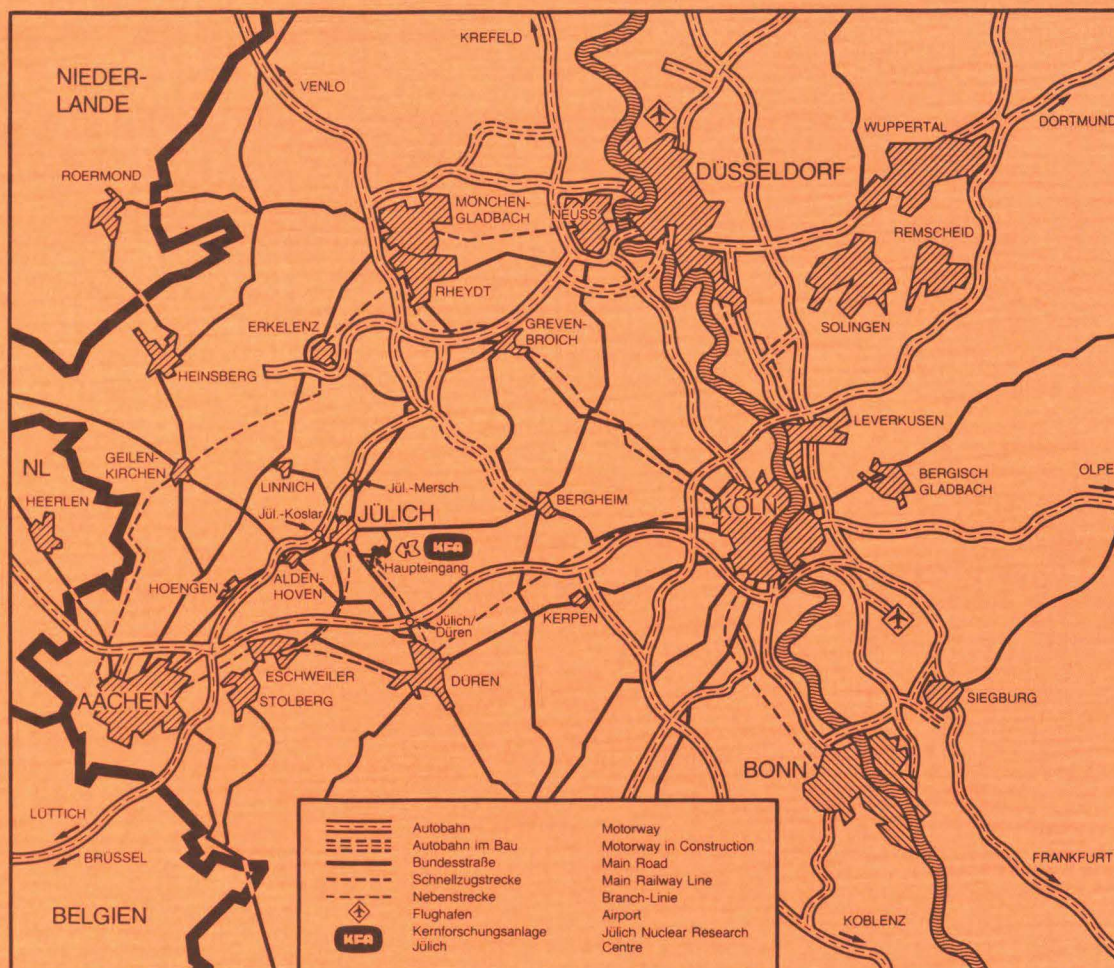 KREFELD
NIEDER-
LANDE
VENLO
DORTMUND
WUPPERTAL
DÜSSELDORF
ROERMOND
MÖNCHEN-
GLADBACH
NEUSS
REMSCHEID
RHEYDT
SOLINGEN
ERKELENZ
GREVEN-
BROICH
HEINSBERG
LEVERKUSEN
NL
GEILEN-
KIRCHEN
LINNICH
Jül.-Mersch
BERGHEIM
BERGISCH
GLADBACH
OLPE
HEERLEN
Jül.-Koslar
JÜLICH
KÖLN
KFA
Haupteingang
HOENGEN
ALDEN-
HOVEN
KERPEN
Jülich/
Düren
ESCHWEILER
DÜREN
AACHEN
STOLBERG
SIEGBURG
BONN
LÜTTICH
BRÜSSEL
FRANKFURT
BELGIEN
KOBLENZ
Autobahn Motorway
Autobahn im Bau Motorway in Construction
Bundesstraße Main Road
Schnellzugstrecke Main Railway Line
Nebenstrecke Branch-Linie
Flughafen Airport
KFA Kernforschungsanlage Jülich Nuclear Research
Jülich Centre